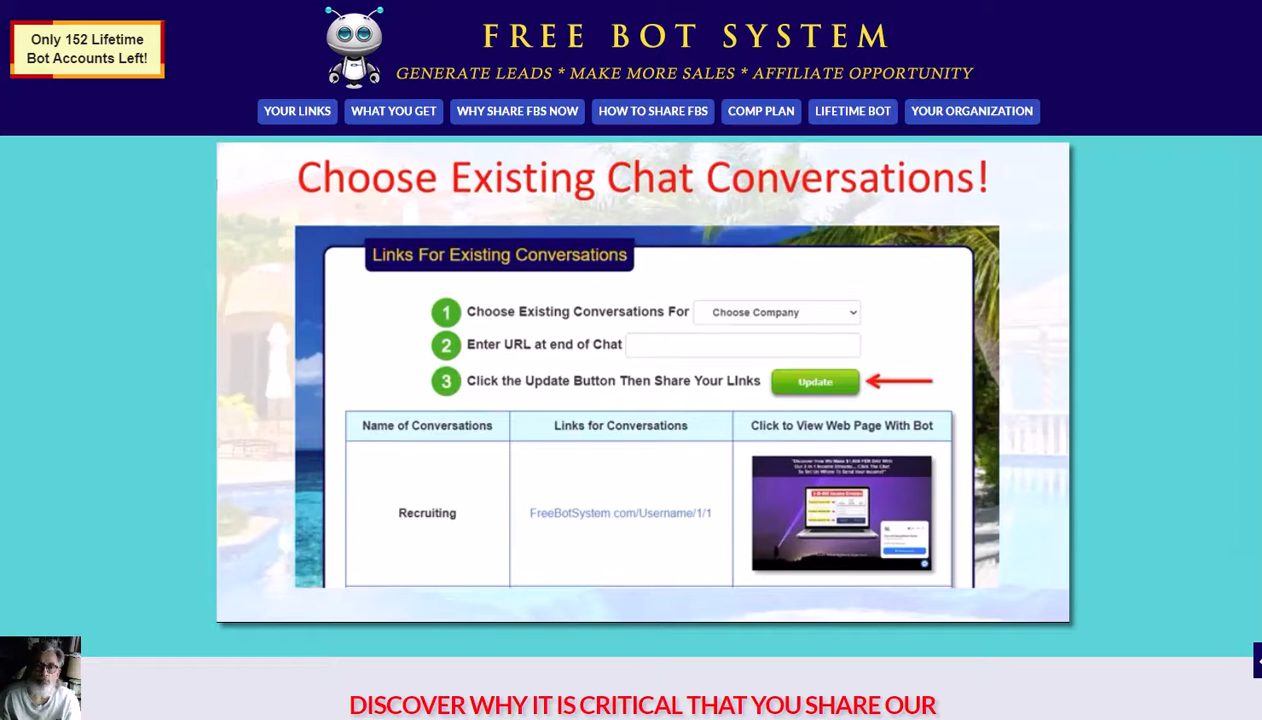 Only 152 Lifetime
Bot Accounts Left!
FREE BOT SYSTEM
GENERATE LEADS * MAKE MORE SALES * AFFILIATE OPPORTUNITY
YOUR LINKS
WHAT YOU GET
WHY SHARE FBS NOW
HOW TO SHARE FBS
COMP PLAN
LIFETIME BOT
YOUR ORGANIZATION
Choose Existing Chat Conversations!
Links For Existing Conversations
1 Choose Existing Conversations For Choose Company
2 Enter URL at end of Chat
3 Click the Update Button Then Share Your LInks Update
Name of Conversations
Links for Conversations
Click to View Web Page With Bot
Recruiting
FreeBotSystem com/Username/1/1
DISCOVER WHY IT IS CRITICAL THAT YOU SHARE OUR